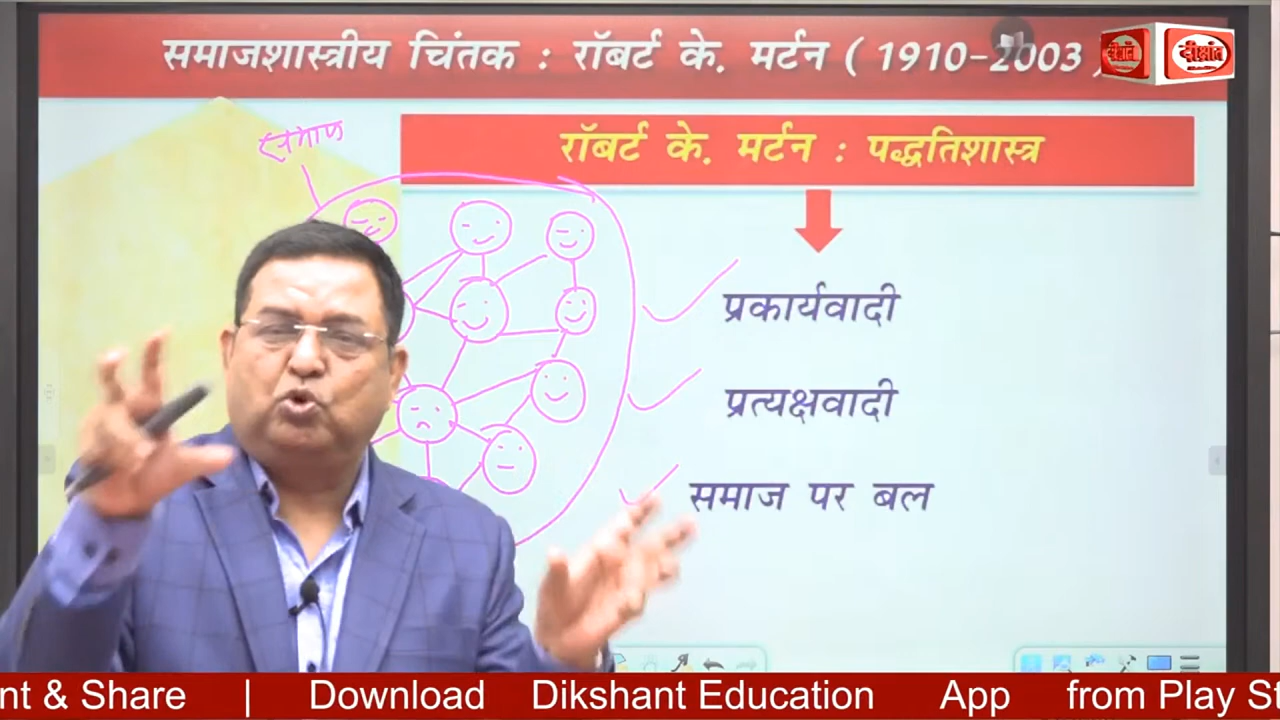 समाजशास्त्रीय चिंतक : रॉबर्ट के. मर्टन ( 1910-2003 )
दीक्षांत
दीक्षांत
समाज
रॉबर्ट के. मर्टन : पद्धतिशास्त्र
प्रकार्यवादी
प्रत्यक्षवादी
समाज पर बल
nt & Share | Download Dikshant Education App from Play St